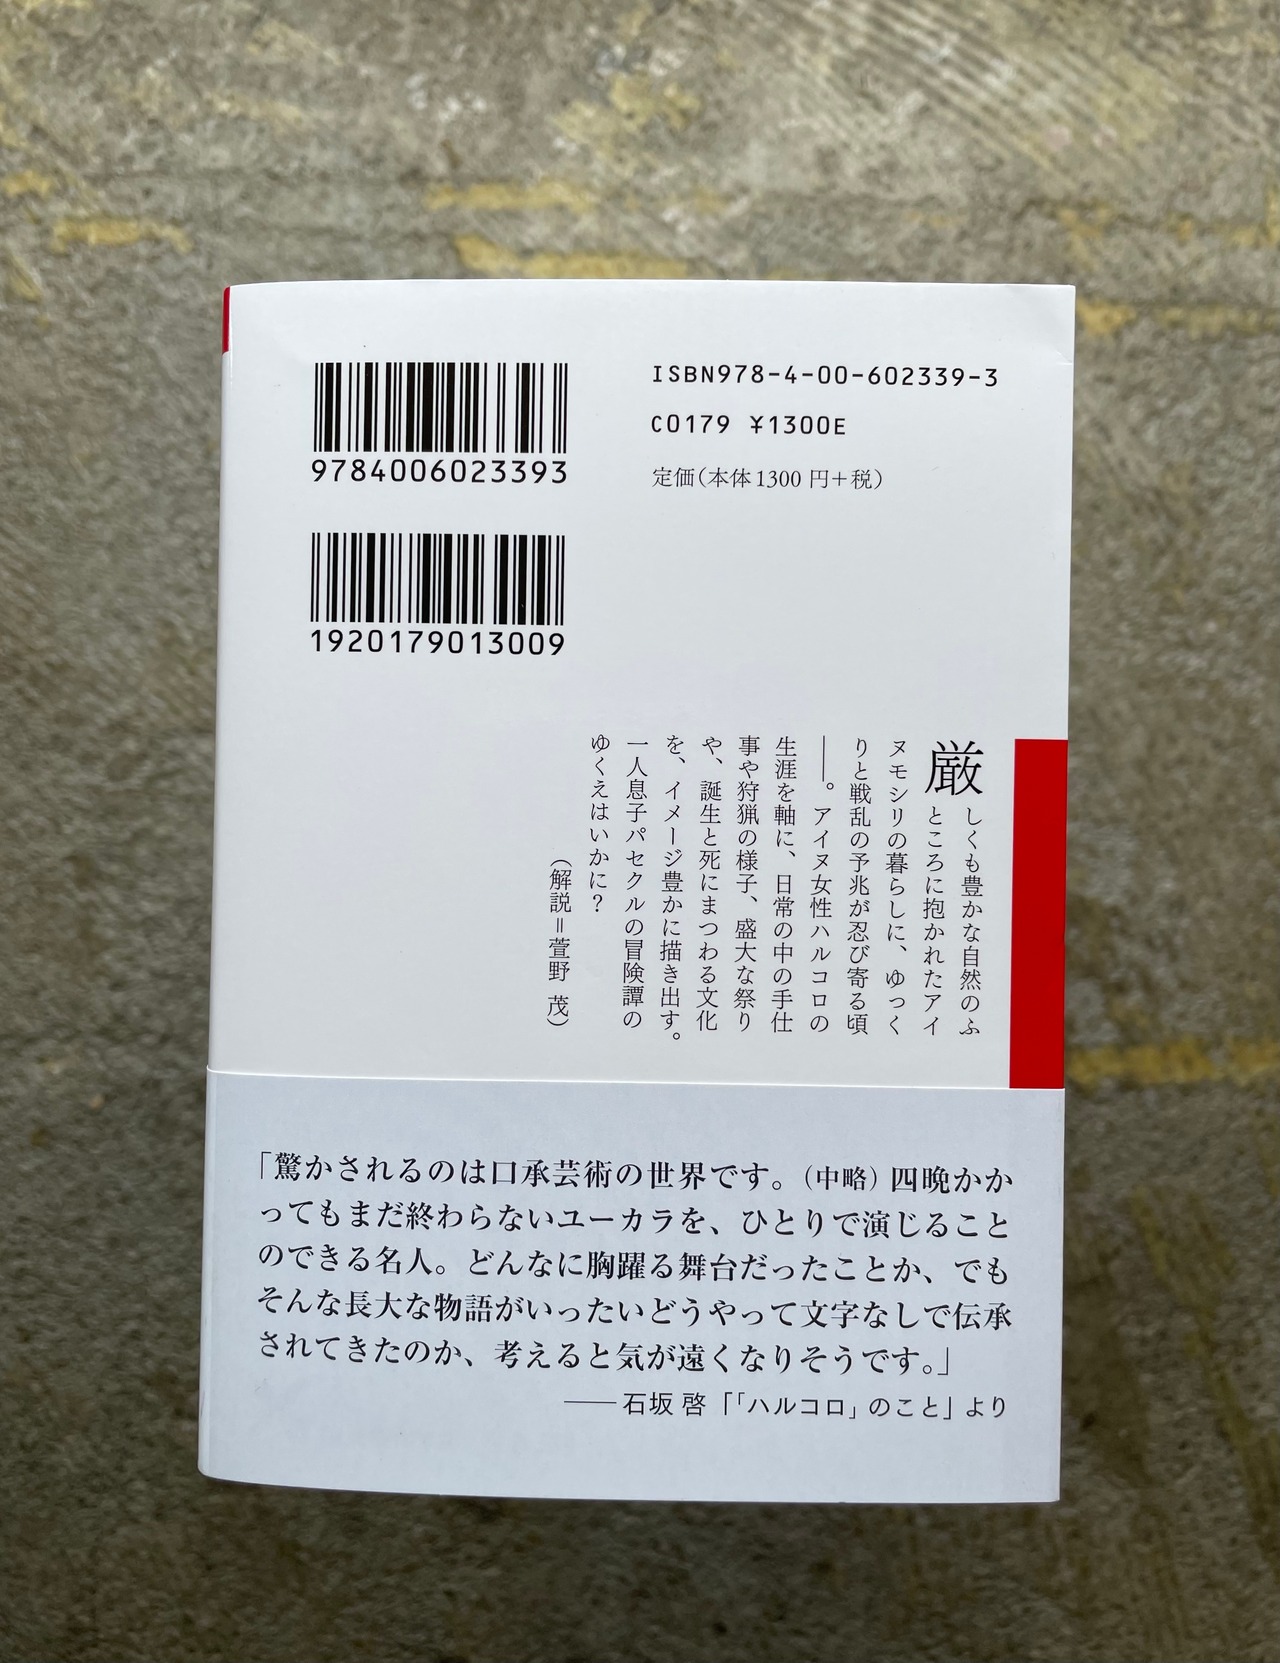 9784006023393
1920179013009
ISBN978-4-00-602339-3
C0179 ¥1300E
定価(本体1300円+税)
厳しくも豊かな自然のふ
ところに抱かれたアイ
ヌモシリの暮らしに、ゆっく
りと戦乱の予兆が忍び寄る頃
――。アイヌ女性ハルコロの
生涯を軸に、日常の中の手仕
事や狩猟の様子、盛大な祭り
や、誕生と死にまつわる文化
を、イメージ豊かに描き出す。
一人息子パセクルの冒険譚の
ゆくえはいかに?
(解説=萱野 茂)
「驚かされるのは口承芸術の世界です。(中略)四晩かか
ってもまだ終わらないユーカラを、ひとりで演じること
のできる名人。どんなに胸躍る舞台だったことか、でも
そんな長大な物語がいったいどうやって文字なしで伝承
されてきたのか、考えると気が遠くなりそうです。」
――石坂 啓「「ハルコロ」のこと」より